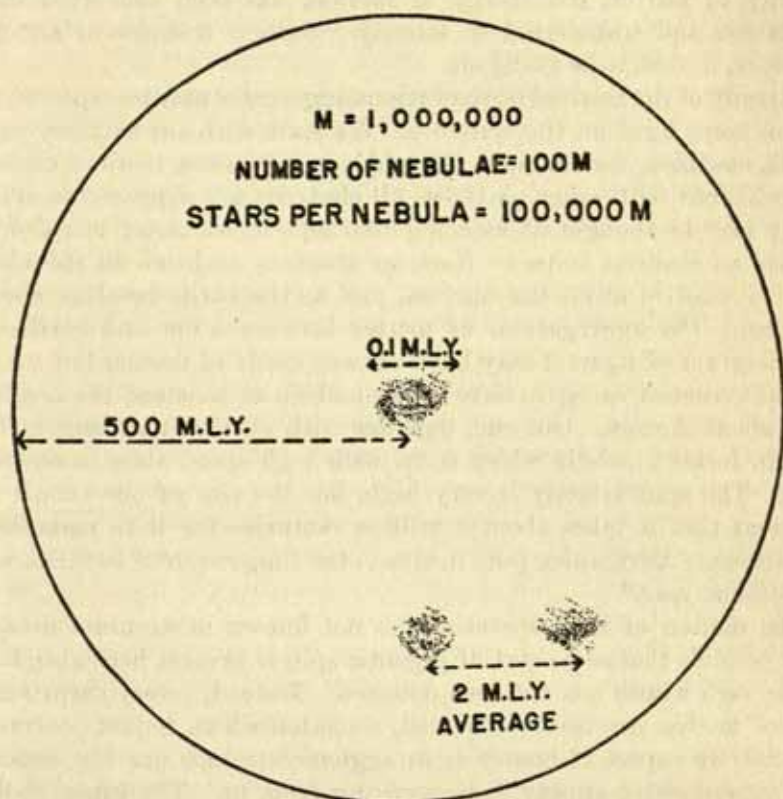 M = 1,000,000
NUMBER OF NEBULAE = 100 M
STARS PER NEBULA = 100,000 M
0.1 M.L.Y.
500 M.L.Y.
2 M.L.Y.
AVERAGE